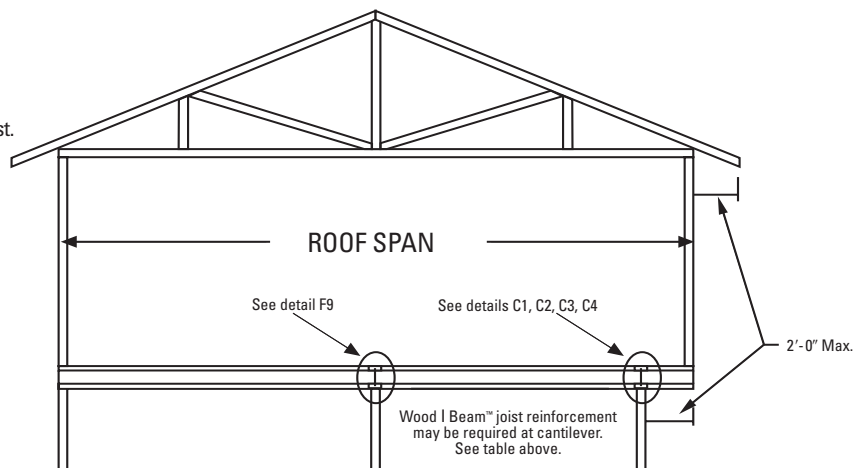 st.
ROOF SPAN
See detail F9
See details C1, C2, C3, C4
2′-0″ Max.
Wood I Beam™ joist reinforcement
may be required at cantilever.
See table above.